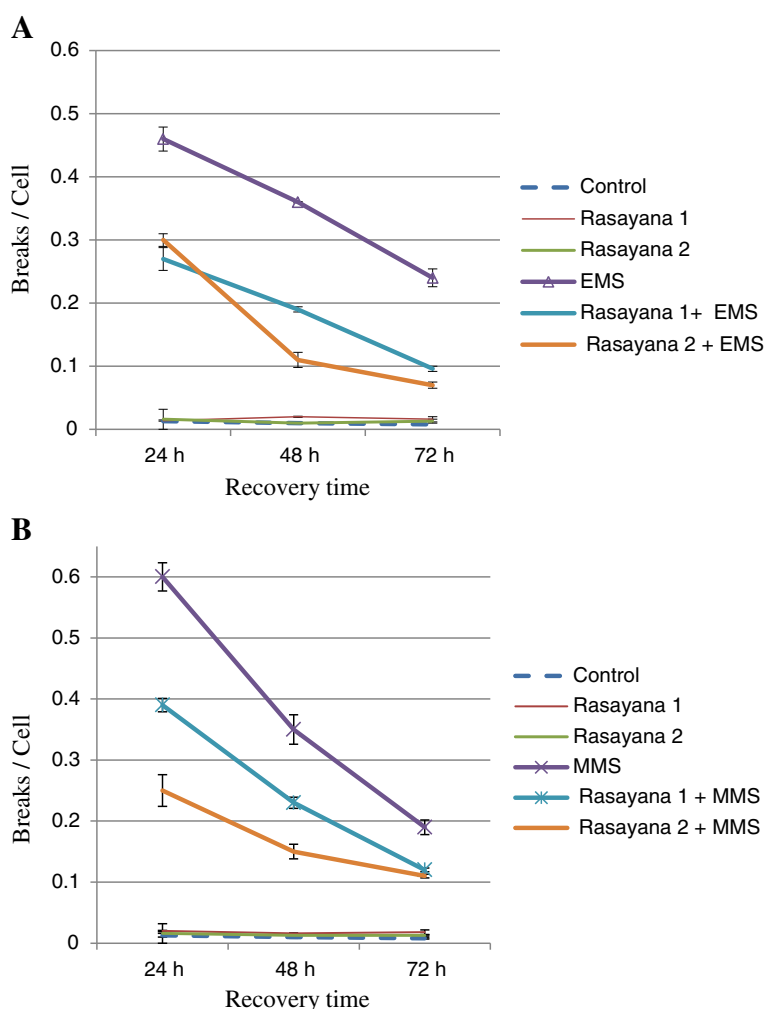 A
0.6
0.5
0.4
0.3
0.2
0.1
0
Breaks / Cell
24 h 48 h 72 h
Recovery time
Control
Rasayana 1
Rasayana 2
EMS
Rasayana 1+ EMS
Rasayana 2 + EMS
B
0.6
0.5
0.4
0.3
0.2
0.1
0
Breaks / Cell
24 h 48 h 72 h
Recovery time
Control
Rasayana 1
Rasayana 2
MMS
Rasayana 1 + MMS
Rasayana 2 + MMS